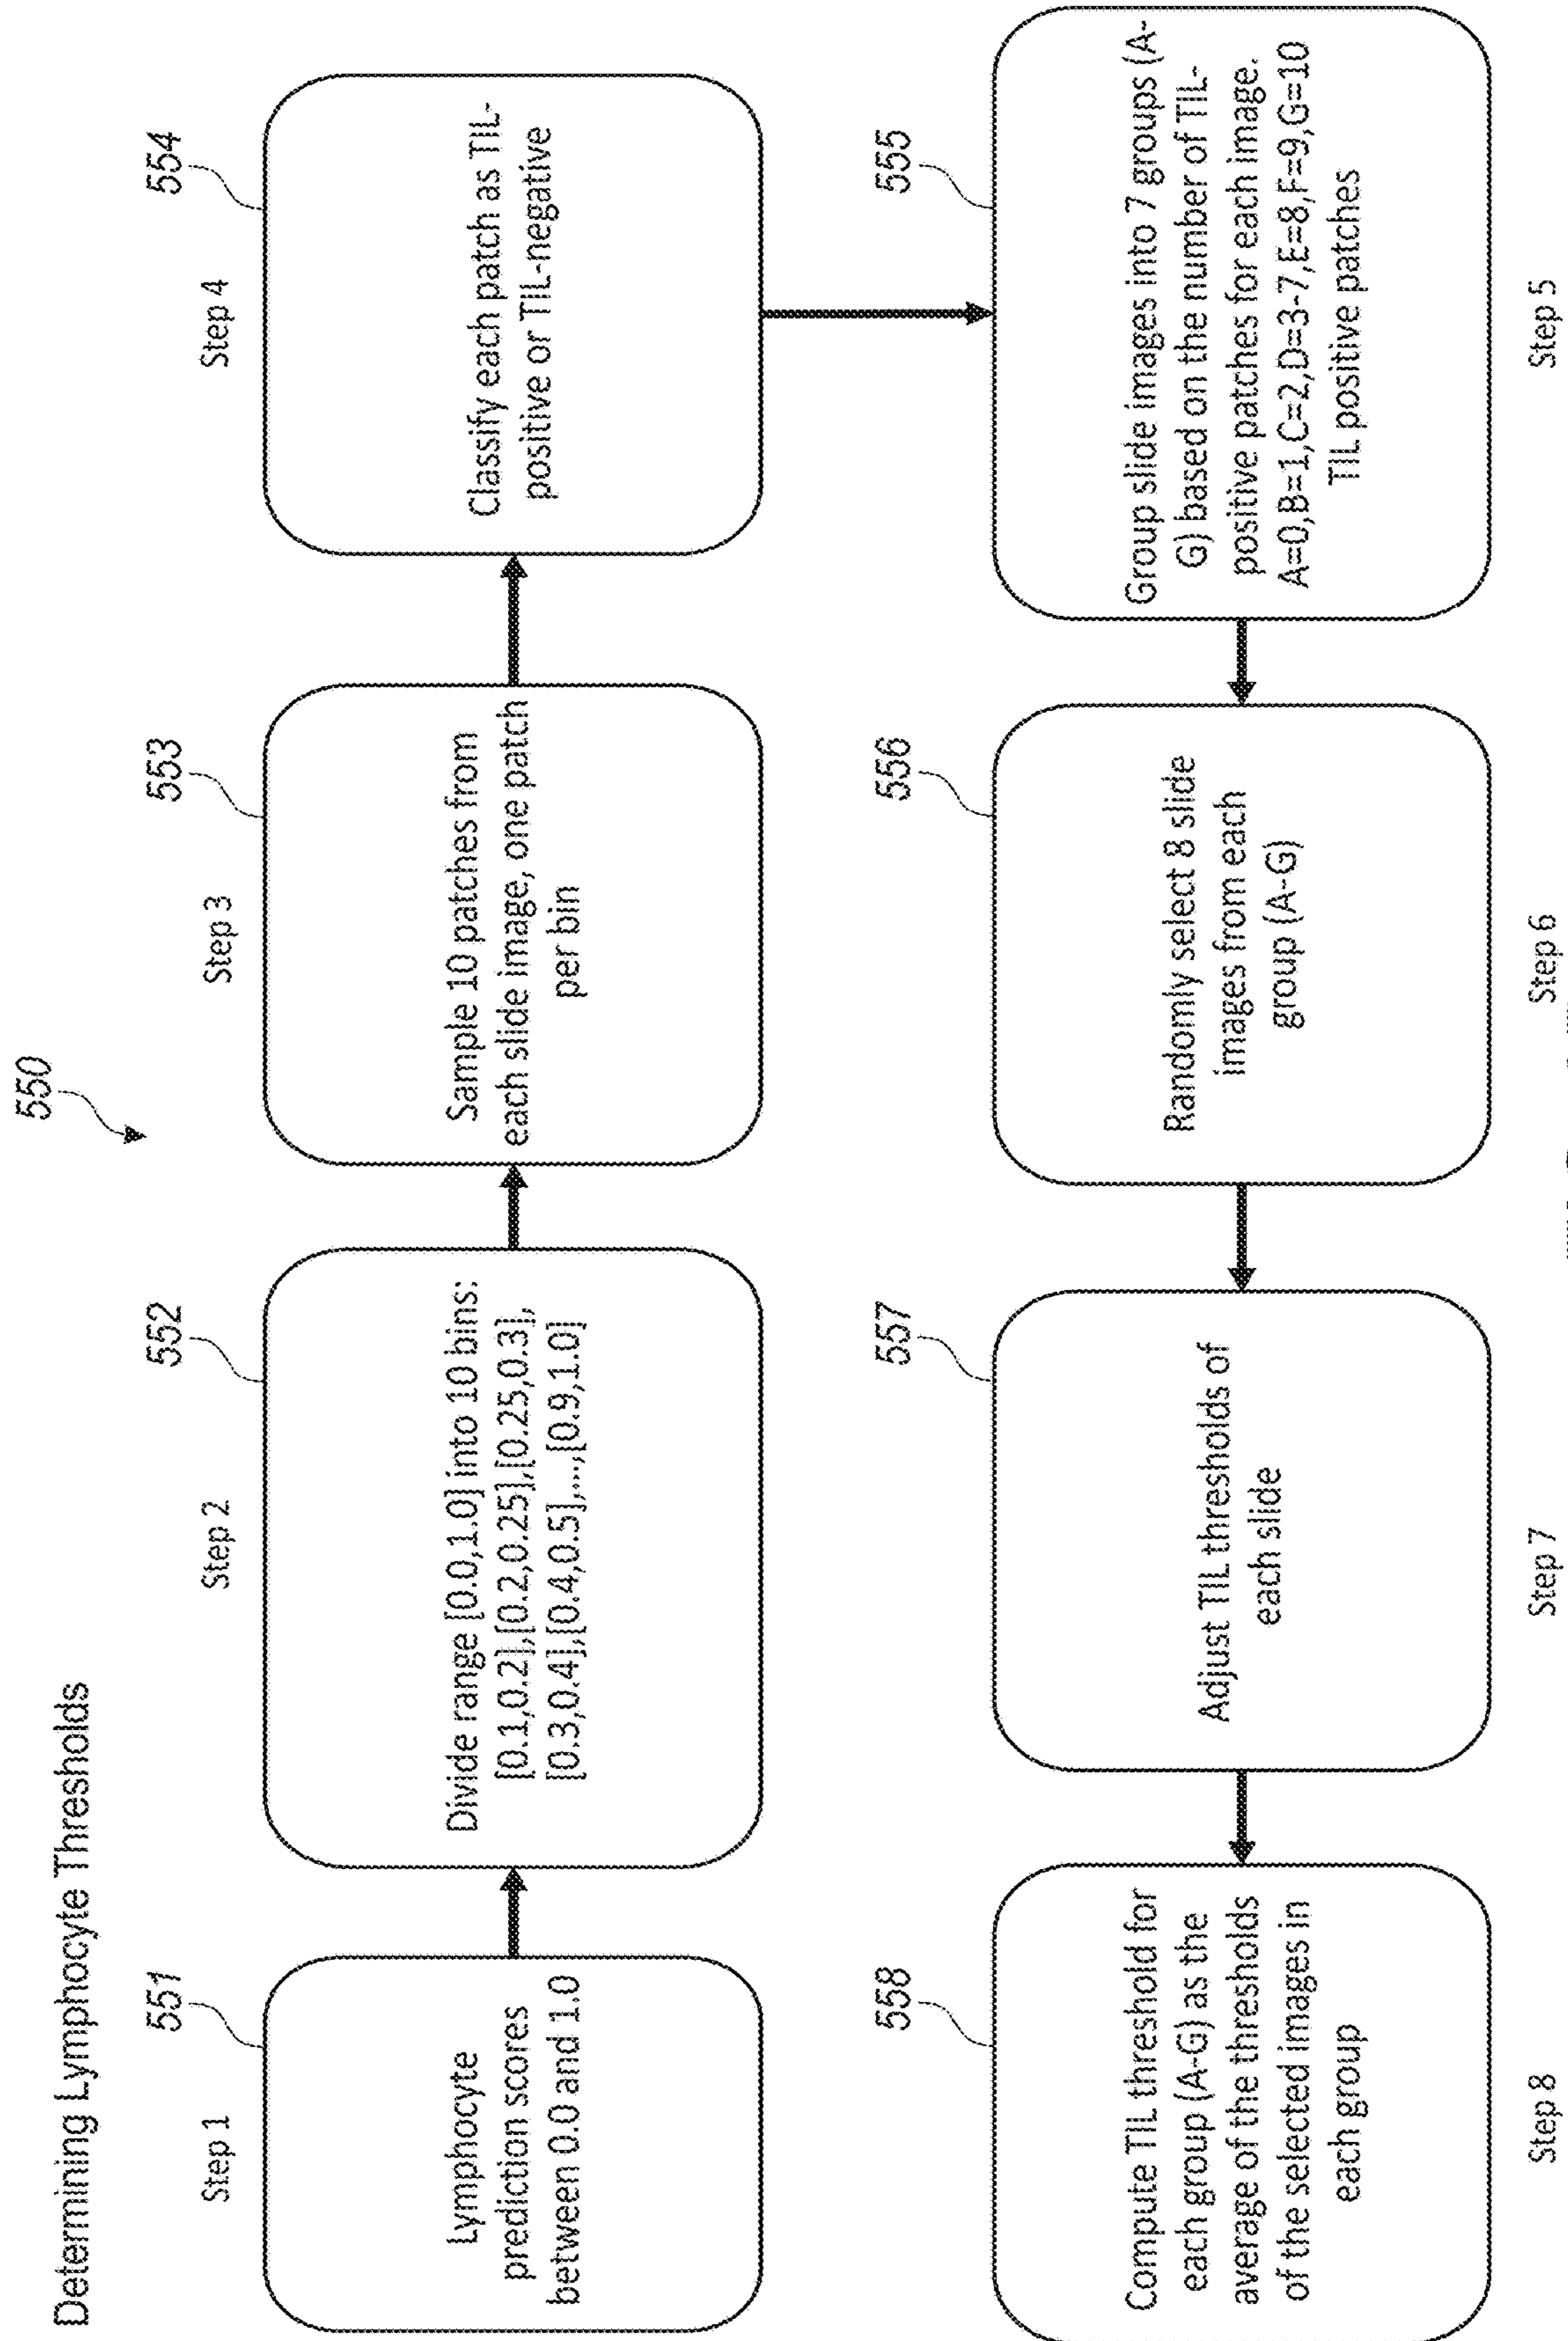 Determining Lymphocyte Thresholds
550
Step 1
551
Lymphocyte
prediction scores
between 0.0 and 1.0
Step 2
552
Divide range [0.0,1.0] into 10 bins:
[0.1,0.2],[0.2,0.25],[0.25,0.3],
[0.3,0.4],[0.4,0.5],...,[0.9,1.0]
Step 3
553
Sample 10 patches from
each slide image, one patch
per bin
Step 4
554
Classify each patch as TIL-
positive or TIL-negative
555
Group slide images into 7 groups (A-
G) based on the number of TIL-
positive patches for each image.
A=0,B=1,C=2,D=3-7,E=8,F=9,G=10
TIL positive patches
Step 5
556
Randomly select 8 slide
images from each
group (A-G)
Step 6
557
Adjust TIL thresholds of
each slide
Step 7
558
Compute TIL threshold for
each group (A-G) as the
average of the thresholds
of the selected images in
each group
Step 8